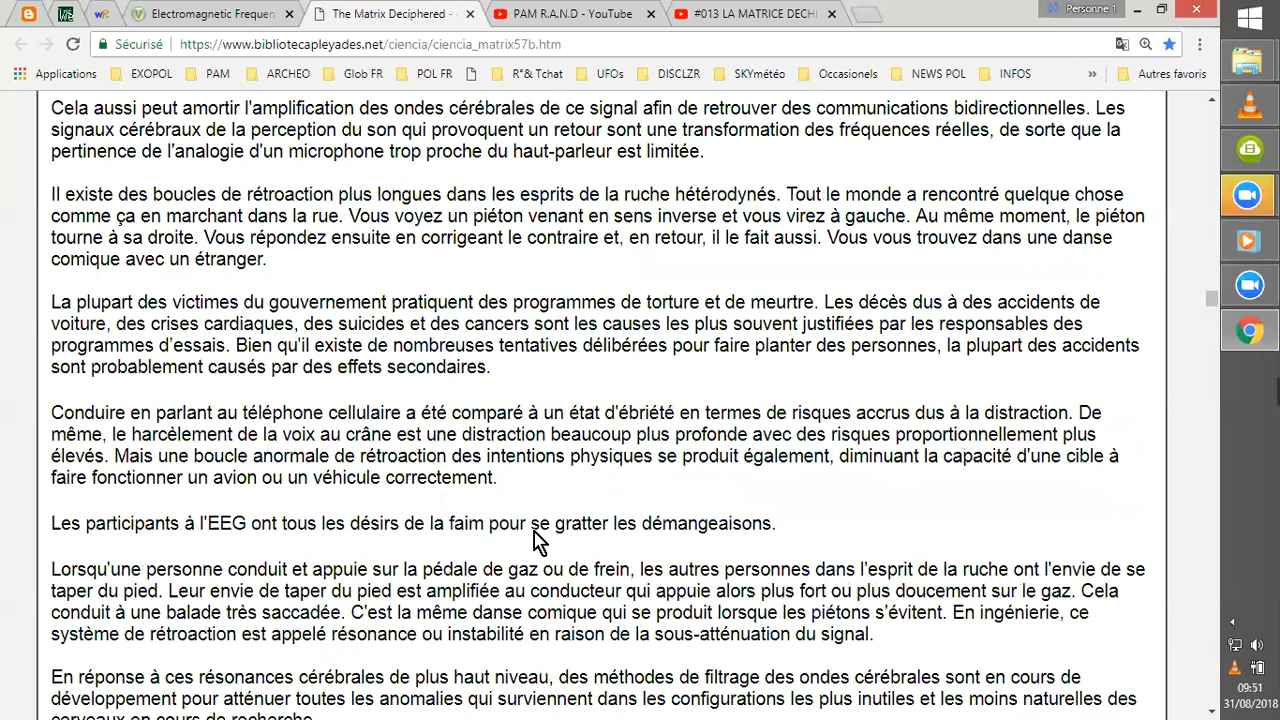 Electromagnetic Frequen
The Matrix Deciphered -
PAM R.A.N.D - YouTube
#013 LA MATRICE DECH
Personne 1
Sécurisé
https://www.bibliotecapleyades.net/ciencia/ciencia_matrix57b.htm
Applications
EXOPOL
PAM
ARCHEO
Glob FR
POL FR
R°& Tchat
UFOs
DISCLZR
SKYmétéo
Occasionels
NEWS POL
INFOS
»
Autres favoris
Cela aussi peut amortir l'amplification des ondes cérébrales de ce signal afin de retrouver des communications bidirectionnelles. Les
signaux cérébraux de la perception du son qui provoquent un retour sont une transformation des fréquences réelles, de sorte que la
pertinence de l'analogie d'un microphone trop proche du haut-parleur est limitée.
Il existe des boucles de rétroaction plus longues dans les esprits de la ruche hétérodynés. Tout le monde a rencontré quelque chose
comme ça en marchant dans la rue. Vous voyez un piéton venant en sens inverse et vous virez à gauche. Au même moment, le piéton
tourne à sa droite. Vous répondez ensuite en corrigeant le contraire et, en retour, il le fait aussi. Vous vous trouvez dans une danse
comique avec un étranger.
La plupart des victimes du gouvernement pratiquent des programmes de torture et de meurtre. Les décès dus à des accidents de
voiture, des crises cardiaques, des suicides et des cancers sont les causes les plus souvent justifiées par les responsables des
programmes d'essais. Bien qu'il existe de nombreuses tentatives délibérées pour faire planter des personnes, la plupart des accidents
sont probablement causés par des effets secondaires.
Conduire en parlant au téléphone cellulaire a été comparé à un état d'ébriété en termes de risques accrus dus à la distraction. De
même, le harcèlement de la voix au crâne est une distraction beaucoup plus profonde avec des risques proportionnellement plus
élevés. Mais une boucle anormale de rétroaction des intentions physiques se produit également, diminuant la capacité d'une cible à
faire fonctionner un avion ou un véhicule correctement.
Les participants à l'EEG ont tous les désirs de la faim pour se gratter les démangeaisons.
Lorsqu'une personne conduit et appuie sur la pédale de gaz ou de frein, les autres personnes dans l'esprit de la ruche ont l'envie de se
taper du pied. Leur envie de taper du pied est amplifiée au conducteur qui appuie alors plus fort ou plus doucement sur le gaz. Cela
conduit à une balade très saccadée. C'est la même danse comique qui se produit lorsque les piétons s'évitent. En ingénierie, ce
système de rétroaction est appelé résonance ou instabilité en raison de la sous-atténuation du signal.
En réponse à ces résonances cérébrales de plus haut niveau, des méthodes de filtrage des ondes cérébrales sont en cours de
développement pour atténuer toutes les anomalies qui surviennent dans les configurations les plus inutiles et les moins naturelles des
cerveaux en cours de recherche.
09:51
31/08/2018